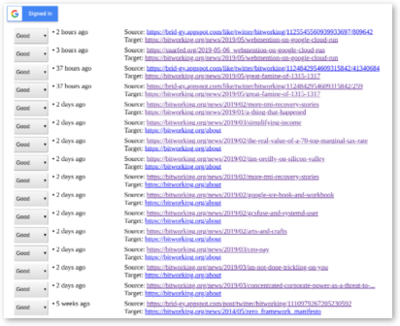 Signed in
Good • 2 hours ago Source: https://brid-gy.appspot.com/like/twitter/bitworking/1125545560939933697/809642
Target: https://bitworking.org/news/2019/05/webmention-on-google-cloud-run
Good • 3 hours ago Source: https://snarfed.org/2019-05-06_webmention-on-google-cloud-run
Target: https://bitworking.org/news/2019/05/webmention-on-google-cloud-run
Good • 37 hours ago Source: https://brid-gy.appspot.com/like/twitter/bitworking/1124842954609315842/41340684
Target: https://bitworking.org/news/2019/05/great-famine-of-1315-1317
Good • 37 hours ago Source: https://brid-gy.appspot.com/like/twitter/bitworking/1124842954609315842/259
Target: https://bitworking.org/news/2019/05/great-famine-of-1315-1317
Good • 2 days ago Source: https://bitworking.org/news/2019/02/more-tmi-recovery-stories
Target: https://bitworking.org/news/2019/01/a-thing-that-happened
Good • 2 days ago Source: https://bitworking.org/news/2019/03/simplifying-income
Target: https://bitworking.org/about
Good • 2 days ago Source: https://bitworking.org/news/2019/02/the-real-value-of-a-70-top-marginal-tax-rate
Target: https://bitworking.org/about
Good • 2 days ago Source: https://bitworking.org/news/2019/02/tim-oreilly-on-silicon-valley
Target: https://bitworking.org/about
Good • 2 days ago Source: https://bitworking.org/news/2019/02/more-tmi-recovery-stories
Target: https://bitworking.org/about
Good • 2 days ago Source: https://bitworking.org/news/2019/02/google-sre-book-and-workbook
Target: https://bitworking.org/about
Good • 2 days ago Source: https://bitworking.org/news/2019/02/gcsfuse-and-systemd-user
Target: https://bitworking.org/about
Good • 2 days ago Source: https://bitworking.org/news/2019/02/arts-and-crafts
Target: https://bitworking.org/about
Good • 2 days ago Source: https://bitworking.org/news/2019/03/ceo-pay
Target: https://bitworking.org/about
Good • 2 days ago Source: https://bitworking.org/news/2019/03/im-not-done-trickling-on-you
Target: https://bitworking.org/about
Good • 2 days ago Source: https://bitworking.org/news/2019/03/concentrated-corporate-power-as-a-threat-to-...
Target: https://bitworking.org/about
Good • 5 weeks ago Source: https://brid-gy.appspot.com/post/twitter/bitworking/1110979267205230592
Target: https://bitworking.org/news/2014/05/zero_framework_manifesto